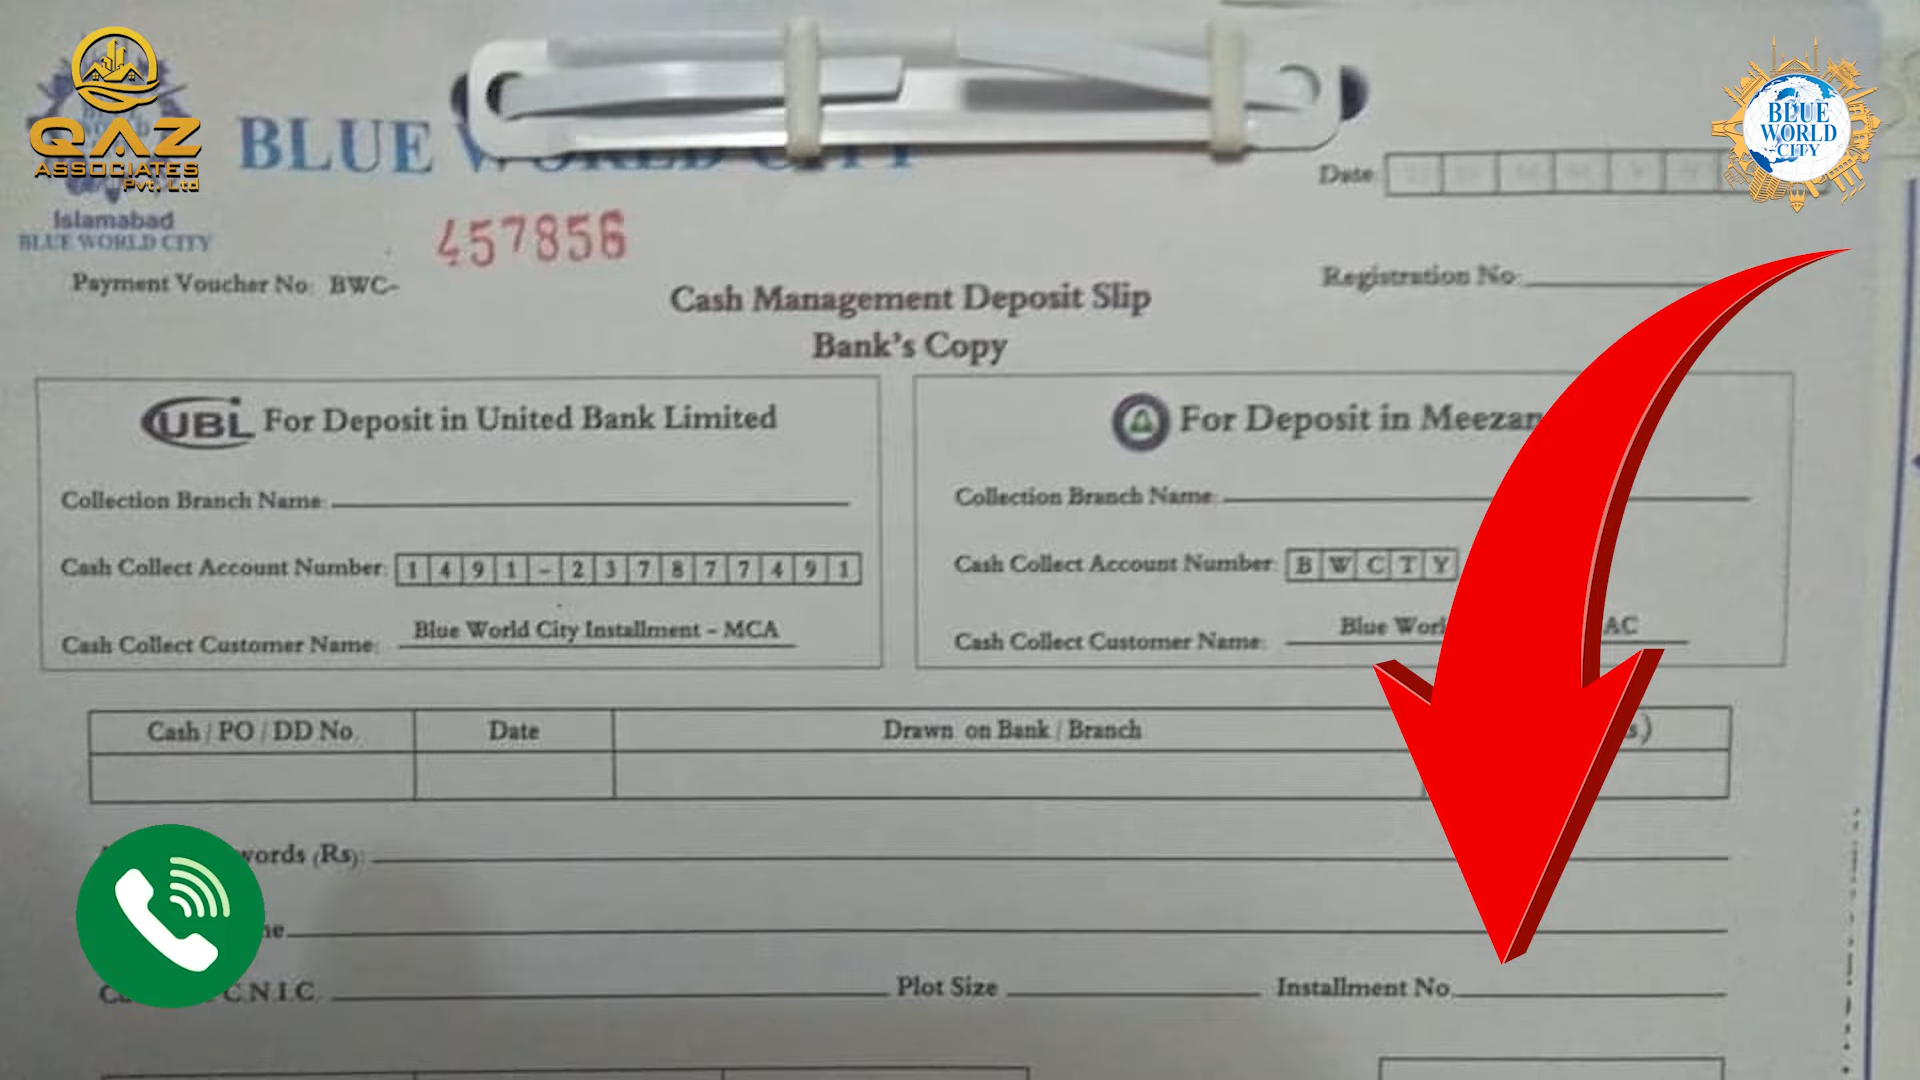 QAZ
ASSOCIATES
Pvt. Ltd
Islamabad
BLUE WORLD CITY
BLUE WORLD CITY
BLUE
WORLD
CITY
Date
457856
Payment Voucher No: BWC-
Registration No:
Cash Management Deposit Slip
Bank's Copy
UBL For Deposit in United Bank Limited
Collection Branch Name:
Cash Collect Account Number: 1491-237877491
Cash Collect Customer Name: Blue World City Installment - MCA
For Deposit in Meezan
Collection Branch Name:
Cash Collect Account Number: BWCTY
Cash Collect Customer Name: Blue
Cash / PO / DD No. Date Drawn on Bank / Branch
words (Rs):
C.N.I.C. Plot Size Installment No.